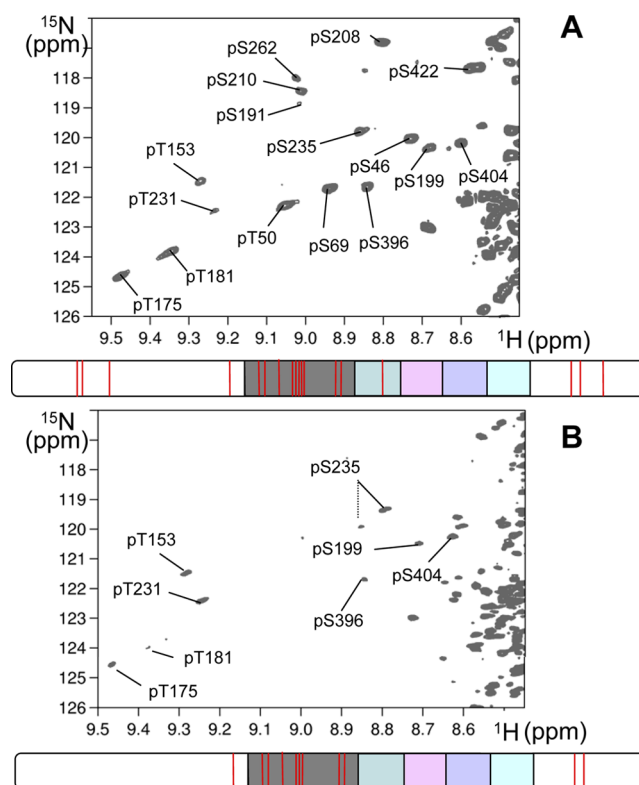 15N
(ppm)
A
pS208
pS262
pS422
118
pS210
119
pS191
120
pS235
121
pS46
pT153
pS199
pS404
122
pT231
123
pT50
pS69
pS396
124
pT181
125
pT175
126
9.5 9.4 9.3 9.2 9.1 9.0 8.9 8.8 8.7 8.6
1H (ppm)
15N
(ppm)
B
118
pS235
119
120
pT153
pS199
121
pS404
122
pT231
123
pS396
124
pT181
125
pT175
126
9.5 9.4 9.3 9.2 9.1 9.0 8.9 8.8 8.7 8.6
1H (ppm)